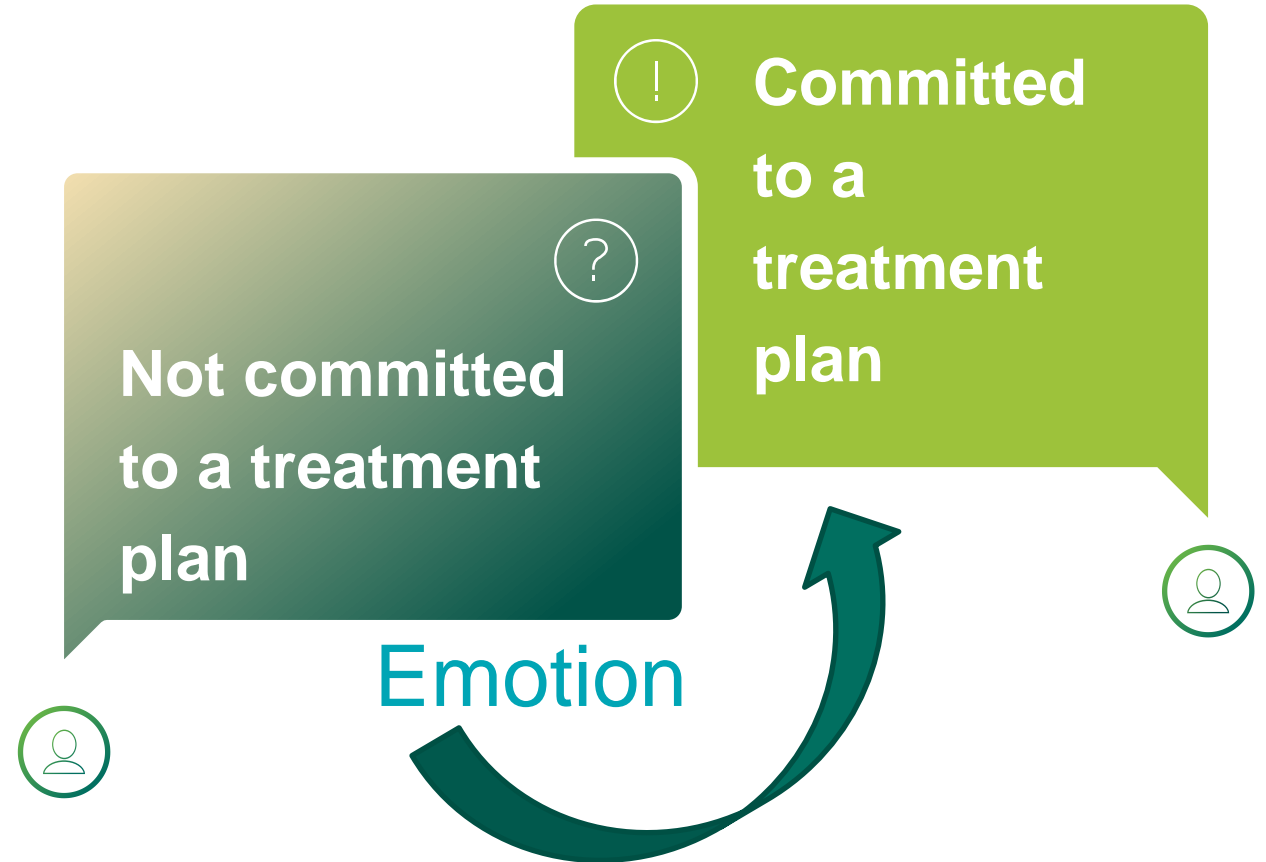 Not committed
to a treatment
plan
?
!
Committed
to a
treatment
plan
Emotion